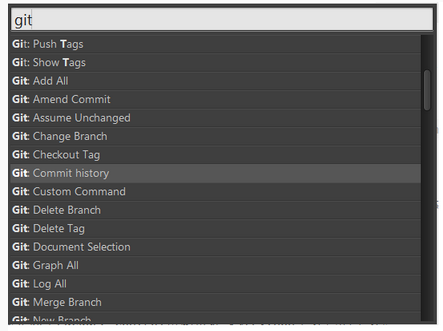 git
Git: Push Tags
Git: Show Tags
Git: Add All
Git: Amend Commit
Git: Assume Unchanged
Git: Change Branch
Git: Checkout Tag
Git: Commit history
Git: Custom Command
Git: Delete Branch
Git: Delete Tag
Git: Document Selection
Git: Graph All
Git: Log All
Git: Merge Branch
Git: New Branch